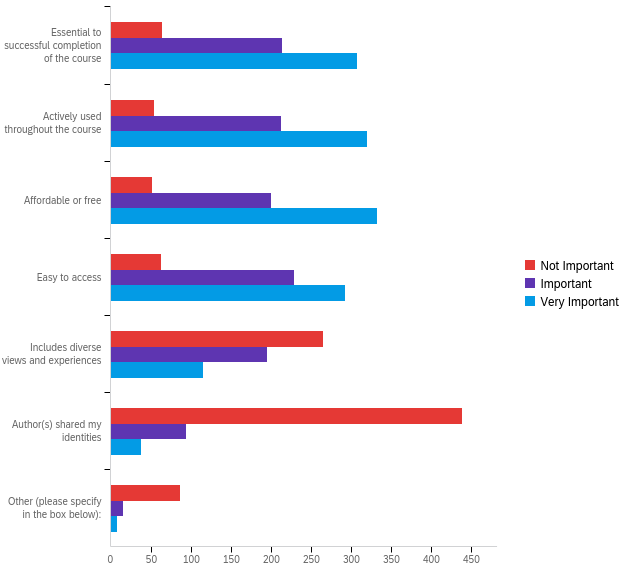 Essential to
successful completion
of the course
Actively used
throughout the course
Affordable or free
Easy to access
Includes diverse
views and experiences
Author(s) shared my
identities
Other (please specify
in the box below):
0 50 100 150 200 250 300 350 400 450
Not Important
Important
Very Important